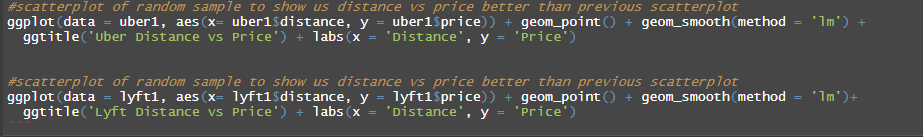 #scatterplot of random sample to show us distance vs price better than previous scatterplot
ggplot(data = uber1, aes(x= uber1$distance, y = uber1$price)) + geom_point() + geom_smooth(method = 'lm') +
  ggtitle('Uber Distance vs Price') + labs(x = 'Distance', y = 'Price')
#scatterplot of random sample to show us distance vs price better than previous scatterplot
ggplot(data = lyft1, aes(x= lyft1$distance, y = lyft1$price)) + geom_point() + geom_smooth(method = 'lm')+
  ggtitle('Lyft Distance vs Price') + labs(x = 'Distance', y = 'Price')